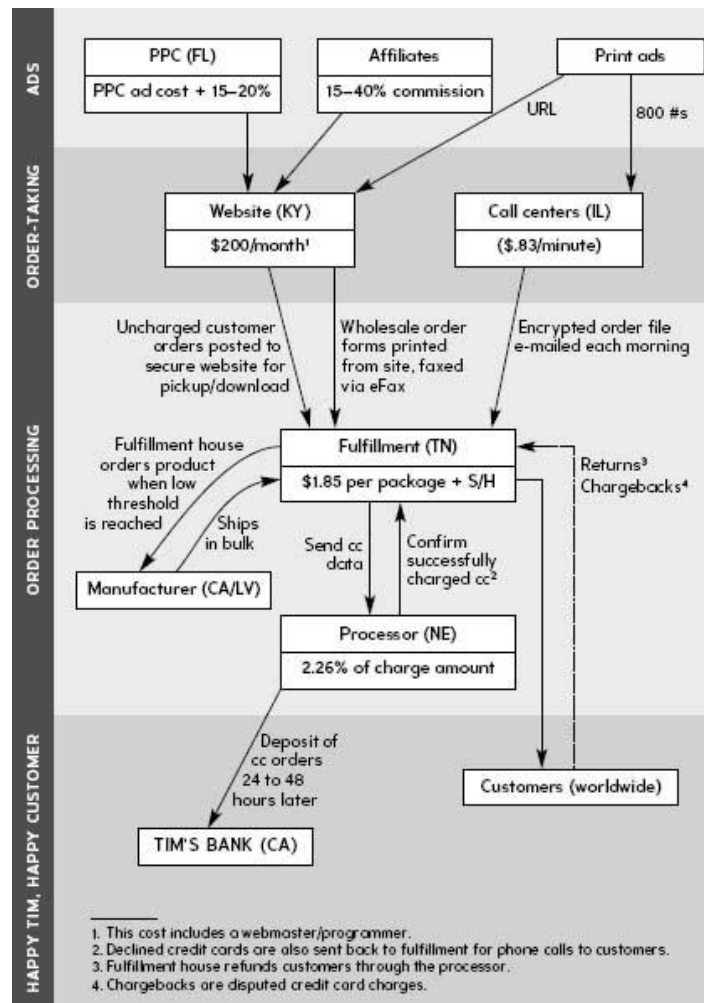 ADS
PPC (FL)
PPC ad cost + 15–20%
Affiliates
15–40% commission
Print ads
URL
800 #s
ORDER-TAKING
Website (KY)
$200/month¹
Call centers (IL)
($.83/minute)
ORDER PROCESSING
Uncharged customer
orders posted to
secure website for
pickup/download
Wholesale order
forms printed
from site, faxed
via eFax
Encrypted order file
e-mailed each morning
Fulfillment (TN)
$1.85 per package + S/H
Fulfillment house
orders product
when low
threshold
is reached
Ships
in bulk
Manufacturer (CA/LV)
Send cc
data
Confirm
successfully
charged cc²
Returns³
Chargebacks⁴
Processor (NE)
2.26% of charge amount
HAPPY TIM, HAPPY CUSTOMER
Deposit of
cc orders
24 to 48
hours later
Customers (worldwide)
TIM'S BANK (CA)
1. This cost includes a webmaster/programmer.
2. Declined credit cards are also sent back to fulfillment for phone calls to customers.
3. Fulfillment house refunds customers through the processor.
4. Chargebacks are disputed credit card charges.